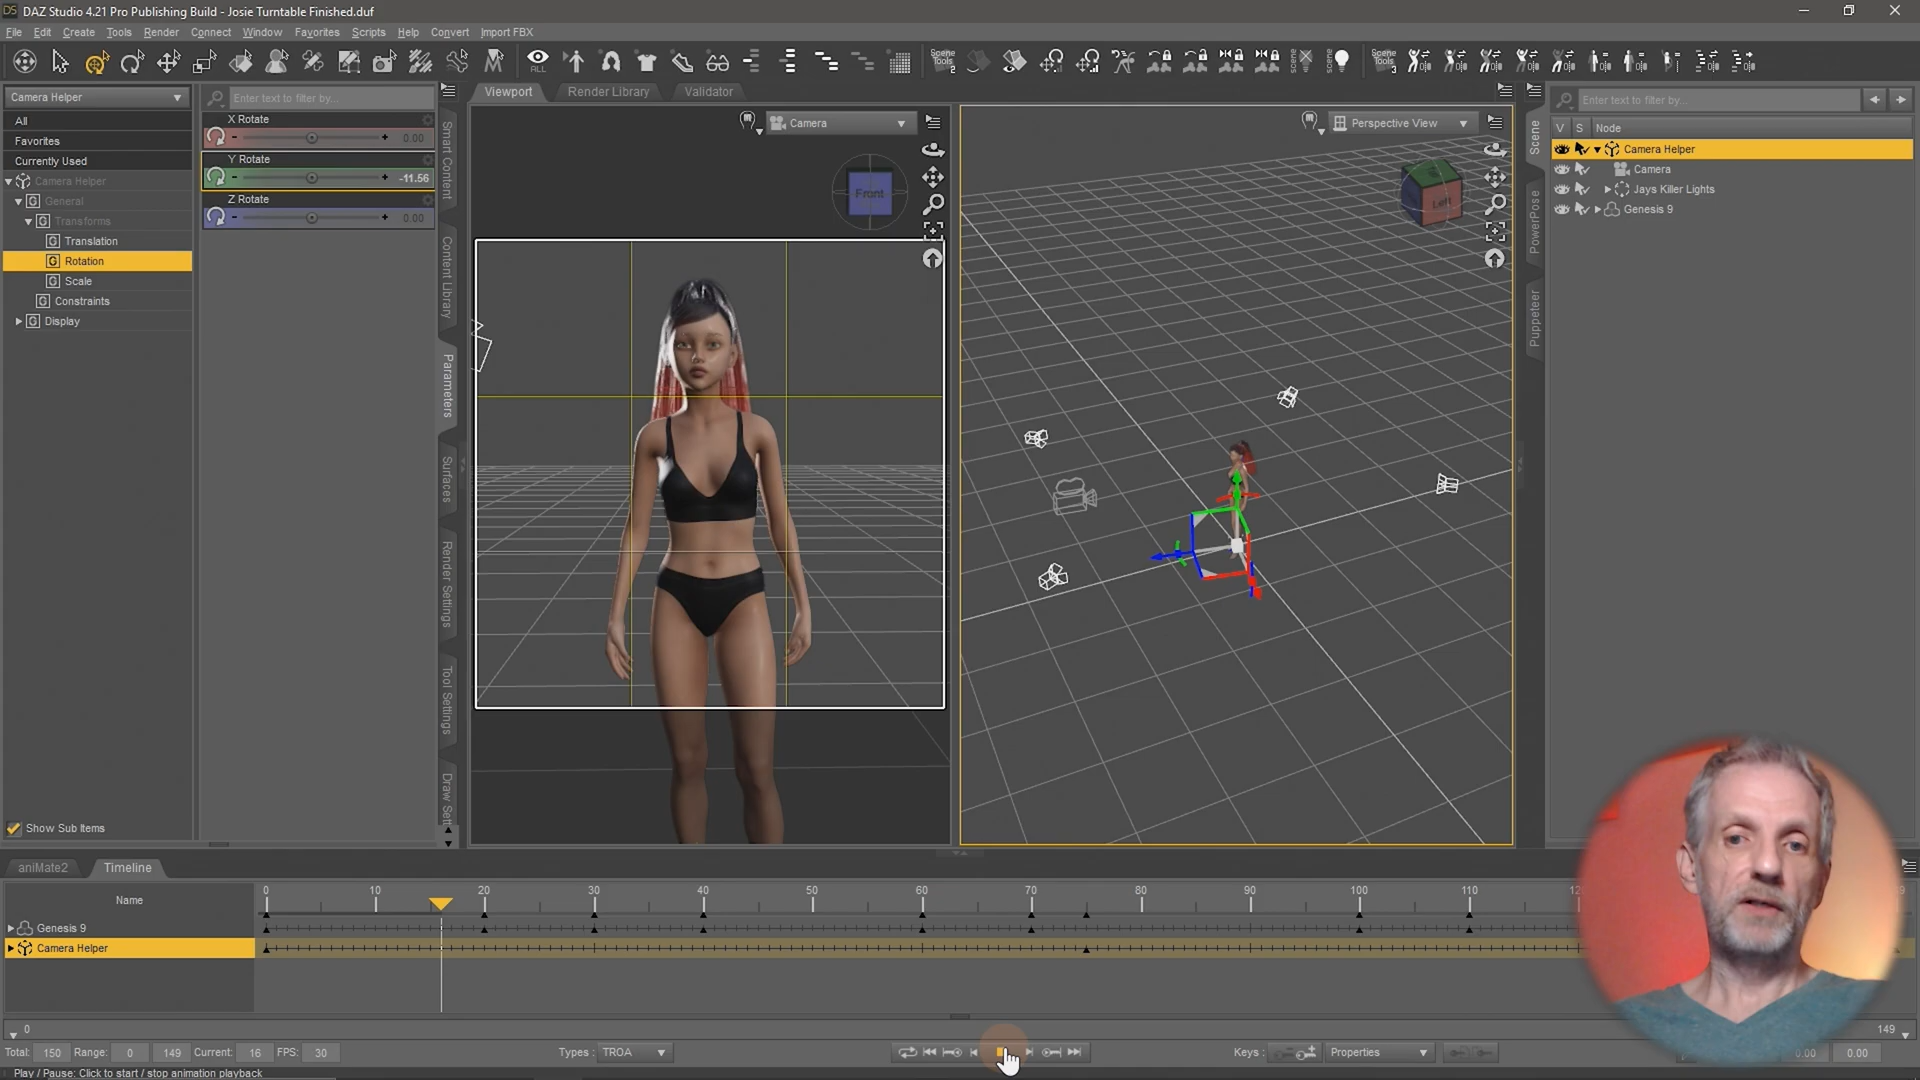 DAZ Studio 4.21 Pro Publishing Build - Josie Turntable Finished.duf
File Edit Create Tools Render Connect Window Favorites Scripts Help Convert Import FBX
ALL
Scene Tools 2
Scene Tools 3
Camera Helper
Enter text to filter by...
All
Favorites
Currently Used
Camera Helper
General
Transforms
Translation
Rotation
Scale
Constraints
Display
Show Sub Items
X Rotate
0.00
Y Rotate
-11.56
Z Rotate
0.00
Smart Content
Content Library
Parameters
Surfaces
Render Settings
Tool Settings
Draw Sett
Viewport Render Library Validator
Camera
Front
Perspective View
Left
Scene
PowerPose
Puppeteer
Enter text to filter by...
V S Node
Camera Helper
Camera
Jays Killer Lights
Genesis 9
aniMate2 Timeline
Name
0 10 20 30 40 50 60 70 80 90 100 110
Genesis 9
Camera Helper
0
149
Total: 150 Range: 0 149 Current: 16 FPS: 30
Types : TROA
Keys : Properties
0.00 0.00
Play / Pause: Click to start / stop animation playback